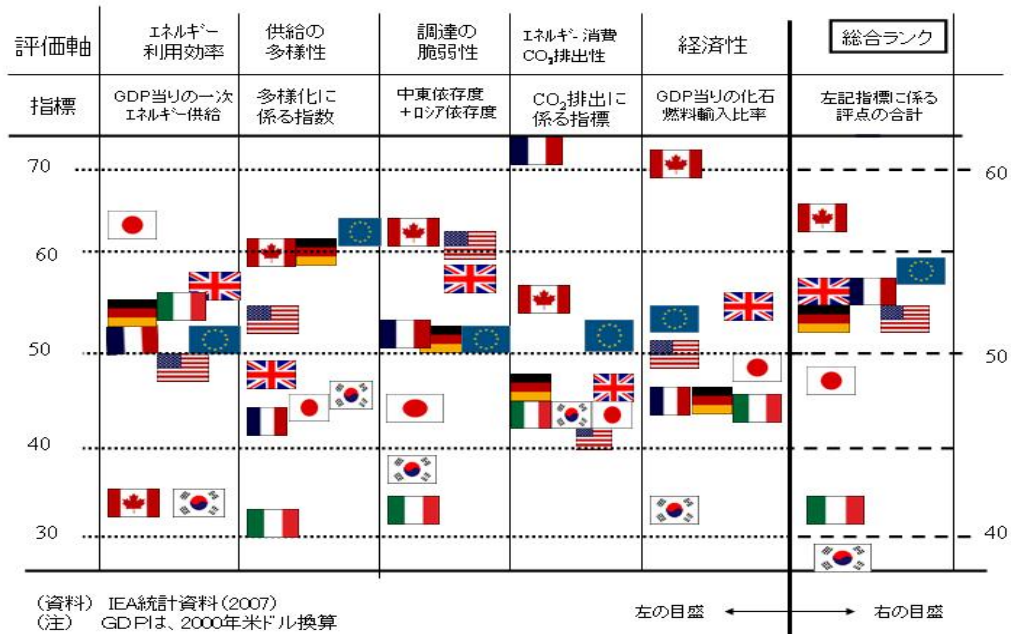 評価軸
エネルギー
利用効率
供給の
多様性
調達の
脆弱性
エネルギー消費
CO₂排出性
経済性
総合ランク
指標
GDP当りの一次
エネルギー供給
多様化に
係る指数
中東依存度
+ロシア依存度
CO₂排出に
係る指標
GDP当りの化石
燃料輸入比率
左記指標に係る
評点の合計
70
60
60
50
50
40
30
40
(資料) IEA統計資料(2007)
(注) GDPは、2000年米ドル換算
左の目盛
右の目盛